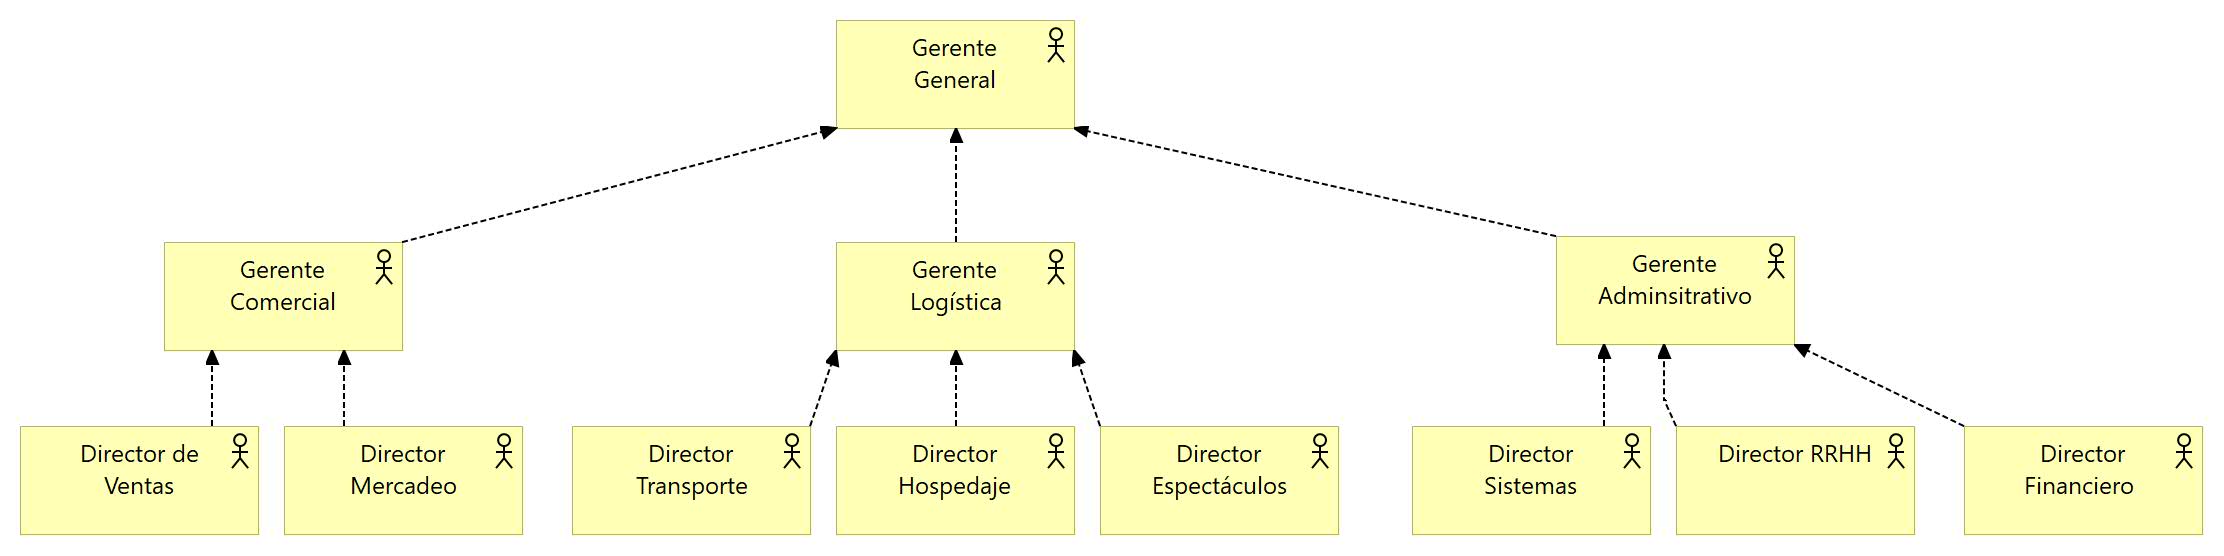 Gerente
General
Gerente
Comercial
Gerente
Logística
Gerente
Adminsitrativo
Director de
Ventas
Director
Mercadeo
Director
Transporte
Director
Hospedaje
Director
Espectáculos
Director
Sistemas
Director RRHH
Director
Financiero